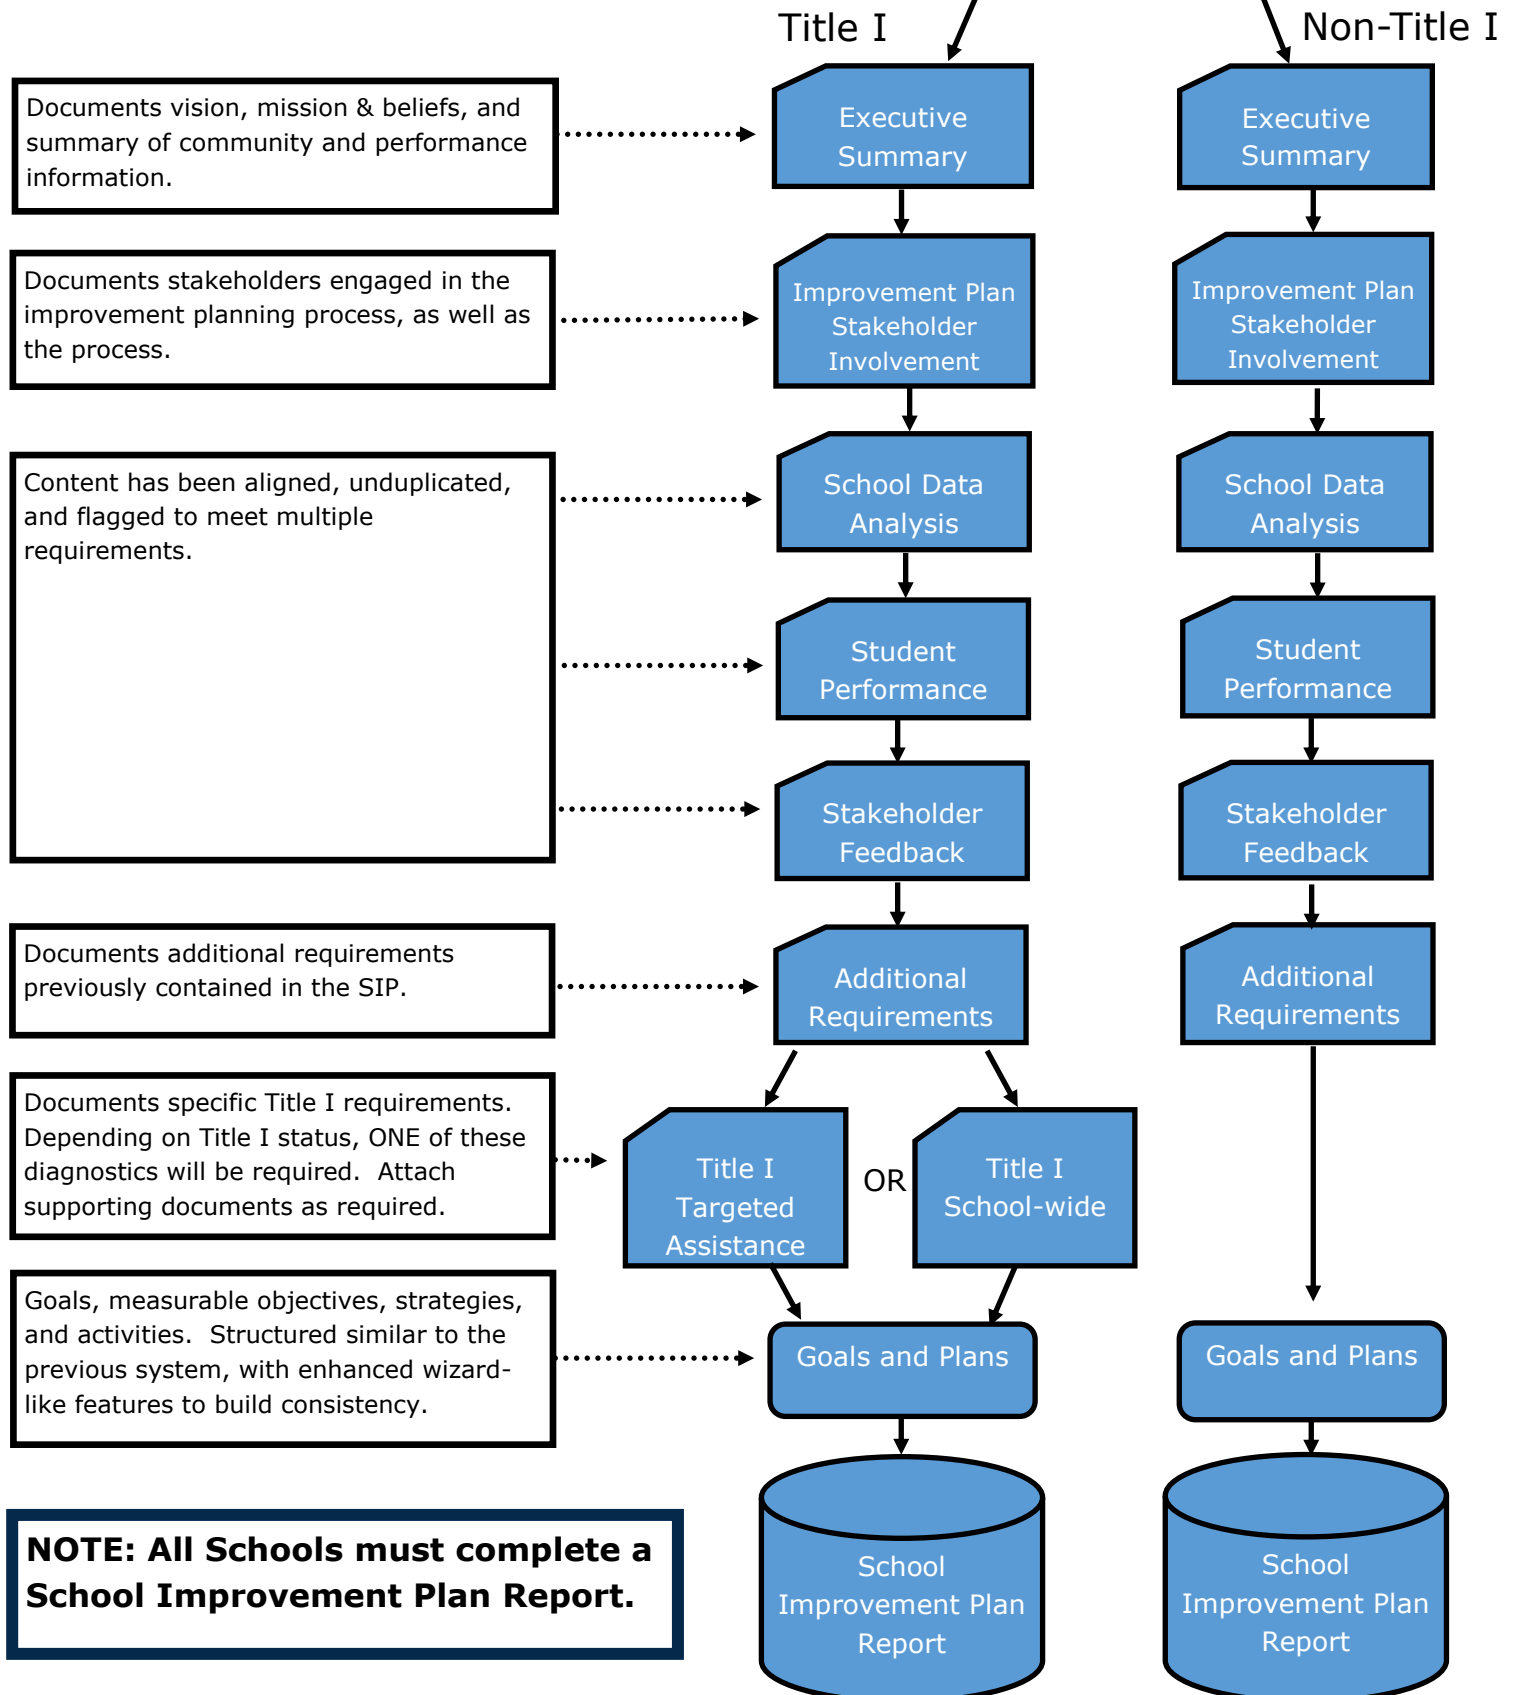 Title I
Non-Title I
Documents vision, mission & beliefs, and
summary of community and performance
information.
Executive
Summary
Executive
Summary
Documents stakeholders engaged in the
improvement planning process, as well as
the process.
Improvement Plan
Stakeholder
Involvement
Improvement Plan
Stakeholder
Involvement
Content has been aligned, unduplicated,
and flagged to meet multiple
requirements.
School Data
Analysis
School Data
Analysis
Student
Performance
Student
Performance
Stakeholder
Feedback
Stakeholder
Feedback
Documents additional requirements
previously contained in the SIP.
Additional
Requirements
Additional
Requirements
Documents specific Title I requirements.
Depending on Title I status, ONE of these
diagnostics will be required.  Attach
supporting documents as required.
Title I
Targeted
Assistance
OR
Title I
School-wide
Goals, measurable objectives, strategies,
and activities.  Structured similar to the
previous system, with enhanced wizard-
like features to build consistency.
Goals and Plans
Goals and Plans
NOTE: All Schools must complete a
School Improvement Plan Report.
School
Improvement Plan
Report
School
Improvement Plan
Report